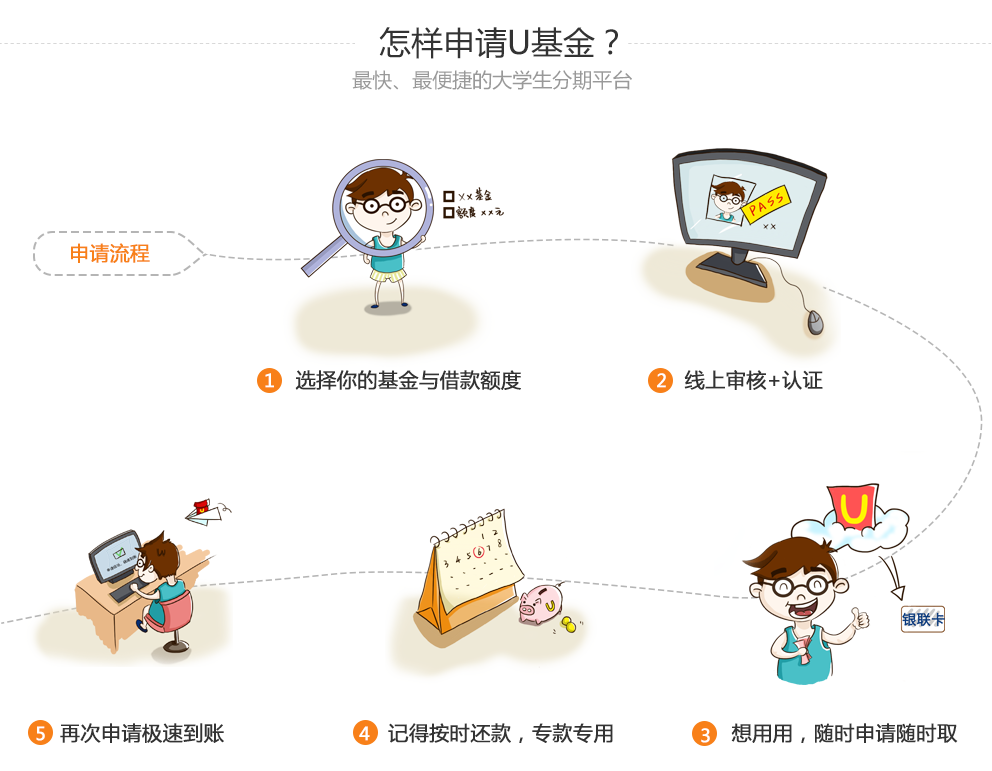 怎样申请U基金？
最快、最便捷的大学生分期平台
申请流程
××基金
额度××元
PASS
××
1 选择你的基金与借款额度
2 线上审核+认证
U
银联卡
1 2
3 4 5 6 7 8
U
U
5 再次申请极速到账
4 记得按时还款，专款专用
3 想用用，随时申请随时取